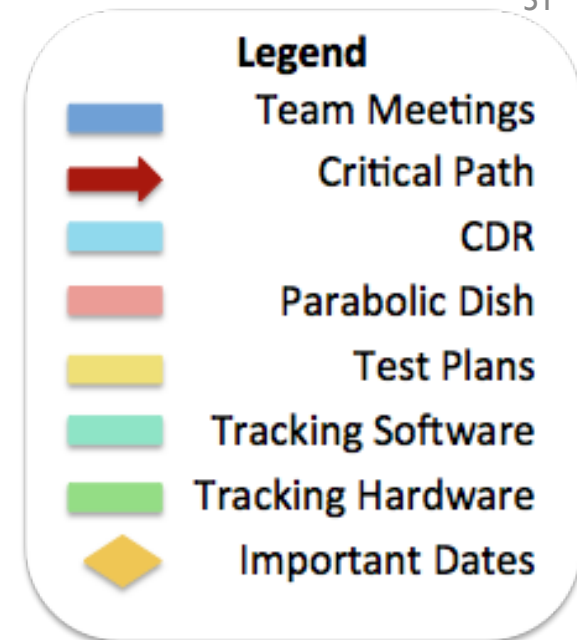 Legend
Team Meetings
Critical Path
CDR
Parabolic Dish
Test Plans
Tracking Software
Tracking Hardware
Important Dates